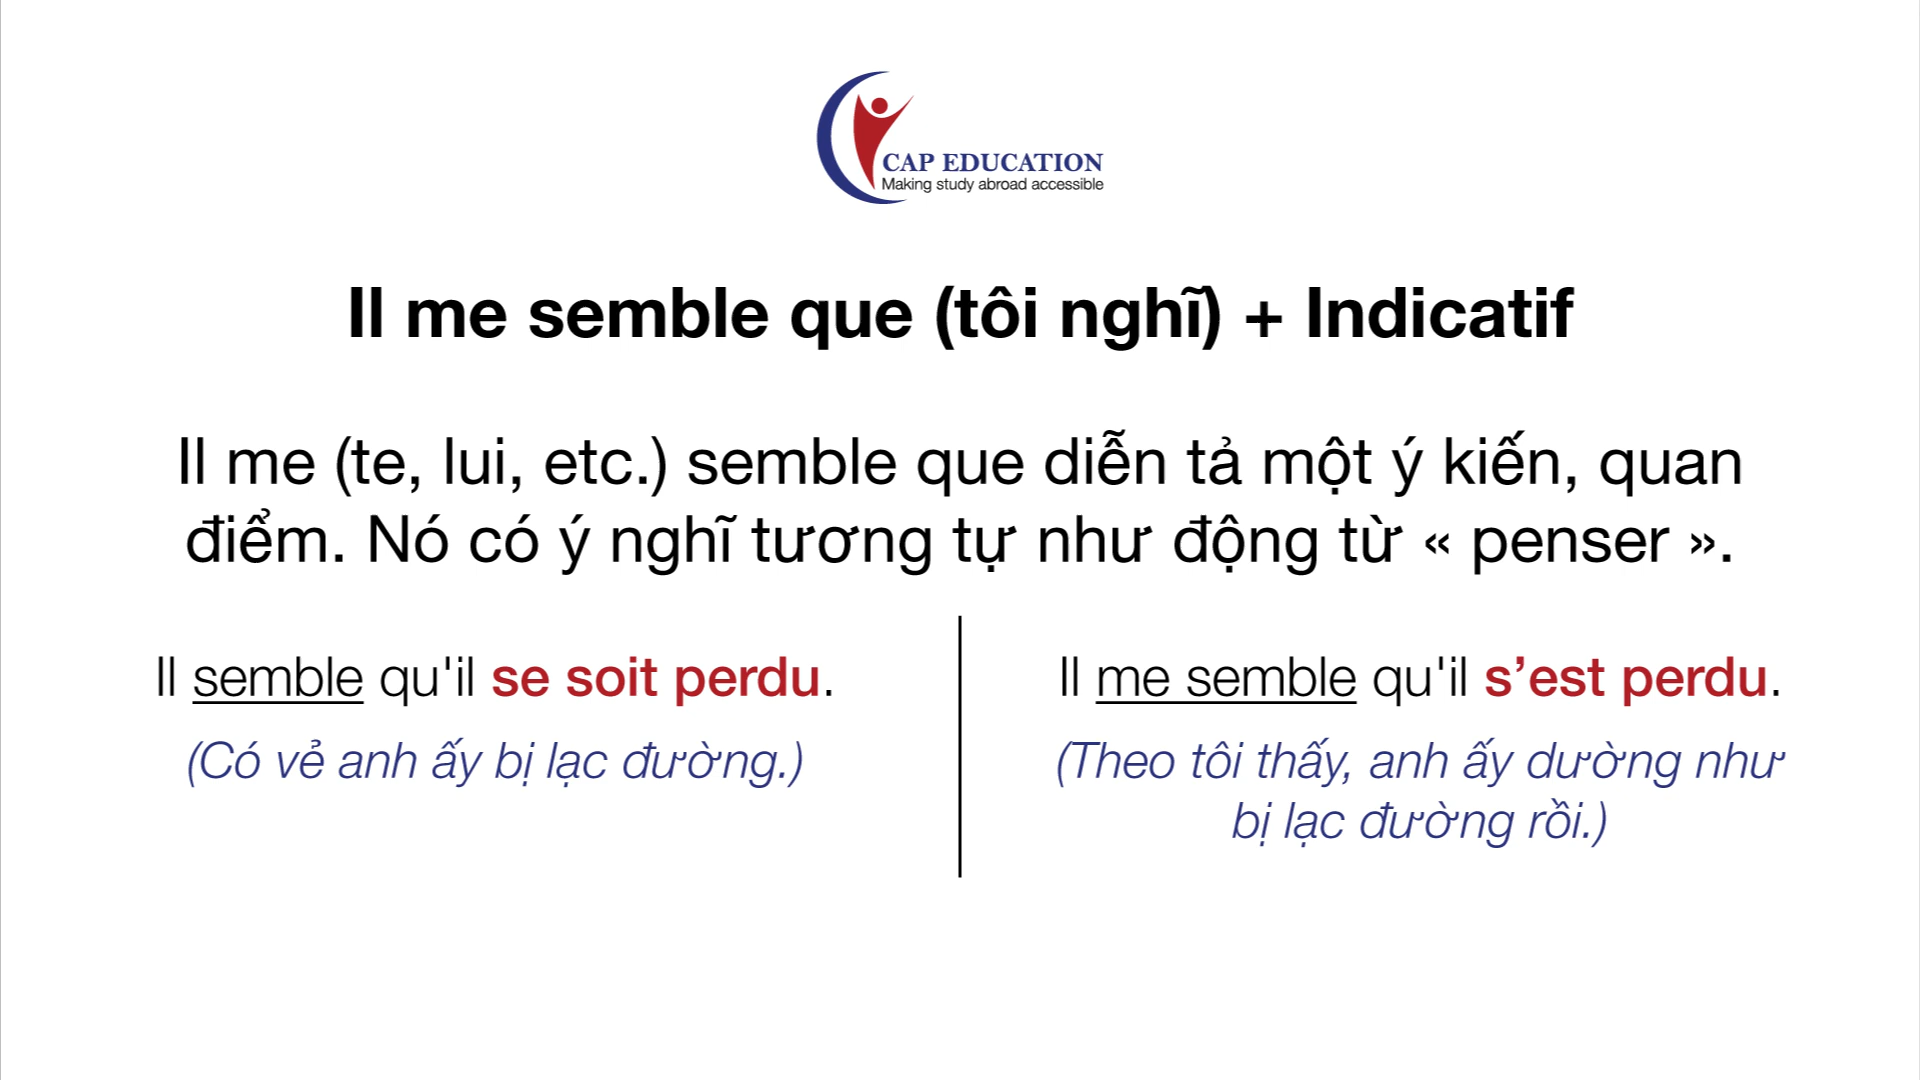 CAP EDUCATION
Making study abroad accessible
Il me semble que (tôi nghĩ) + Indicatif
Il me (te, lui, etc.) semble que diễn tả một ý kiến, quan
điểm. Nó có ý nghĩ tương tự như động từ « penser ».
Il semble qu'il se soit perdu.
(Có vẻ anh ấy bị lạc đường.)
Il me semble qu'il s’est perdu.
(Theo tôi thấy, anh ấy dường như
bị lạc đường rồi.)